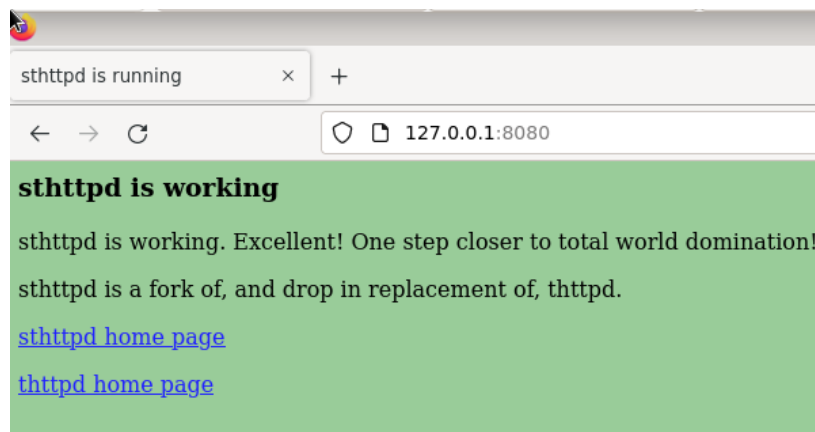 sthttpd is running
127.0.0.1:8080
sthttpd is working
sthttpd is working. Excellent! One step closer to total world domination!
sthttpd is a fork of, and drop in replacement of, thttpd.
sthttpd home page
thttpd home page